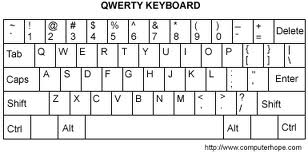 QWERTY KEYBOARD
~ ! @ # $ % ^ & * ( ) _ + Delete
` 1 2 3 4 5 6 7 8 9 0 - =
Tab Q W E R T Y U I O P { } |
[ ] \
Caps A S D F G H J K L : " Enter
; '
Shift Z X C V B N M < > ? Shift
, . /
Ctrl Alt Alt Ctrl
http://www.computerhope.com